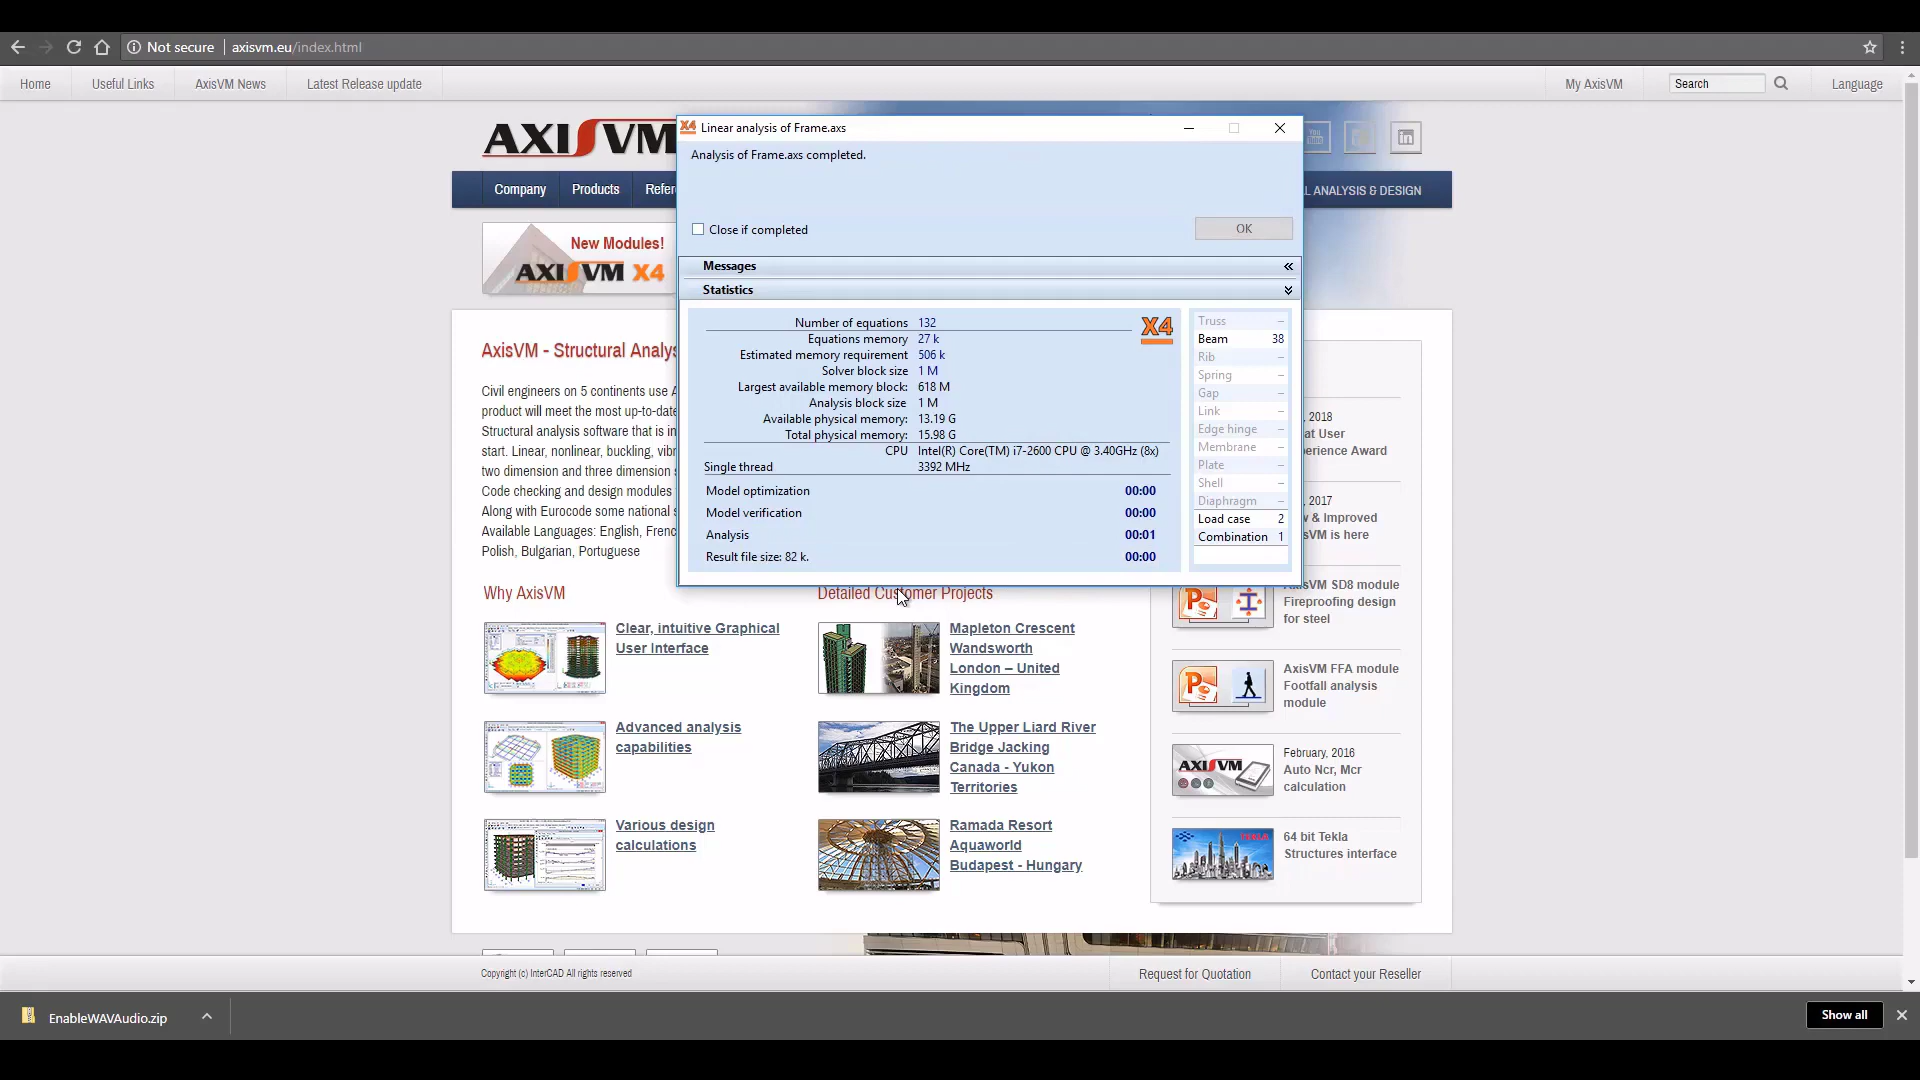 Not secure axisvm.eu/index.html
Home Useful Links AxisVM News Latest Release update My AxisVM Search Language
AXISVM
Linear analysis of Frame.axs
Analysis of Frame.axs completed.
Close if completed OK
Company Products
L ANALYSIS & DESIGN
New Modules!
AXISVM X4
Messages
Statistics
Number of equations 132
Equations memory 27 k
Estimated memory requirement 506 k
Solver block size 1 M
Largest available memory block: 618 M
Analysis block size 1 M
Available physical memory: 13.19 G
Total physical memory: 15.98 G
CPU Intel(R) Core(TM) i7-2600 CPU @ 3.40GHz (8x)
Single thread 3392 MHz
Model optimization 00:00
Model verification 00:00
Analysis 00:01
Result file size: 82 k. 00:00
X4
Truss –
Beam 38
Rib –
Spring –
Gap –
Link –
Edge hinge –
Membrane –
Plate –
Shell –
Diaphragm –
Load case 2
Combination 1
AxisVM - Structural Analys
Civil engineers on 5 continents use
product will meet the most up-to-date
Structural analysis software that is in
start. Linear, nonlinear, buckling, vib
two dimension and three dimension
Code checking and design modules
Along with Eurocode some national
Available Languages: English, Frenc
Polish, Bulgarian, Portuguese
Why AxisVM
Clear, intuitive Graphical
User Interface
Advanced analysis
capabilities
Various design
calculations
Detailed Customer Projects
Mapleton Crescent
Wandsworth
London – United
Kingdom
The Upper Liard River
Bridge Jacking
Canada - Yukon
Territories
Ramada Resort
Aquaworld
Budapest - Hungary
, 2018
at User
perience Award
, 2017
w & Improved
sVM is here
AxisVM SD8 module
Fireproofing design
for steel
AxisVM FFA module
Footfall analysis
module
February, 2016
Auto Ncr, Mcr
calculation
AXISVM
64 bit Tekla
Structures interface
TEKLA
Copyright (c) InterCAD All rights reserved
Request for Quotation Contact your Reseller
EnableWAVAudio.zip
Show all